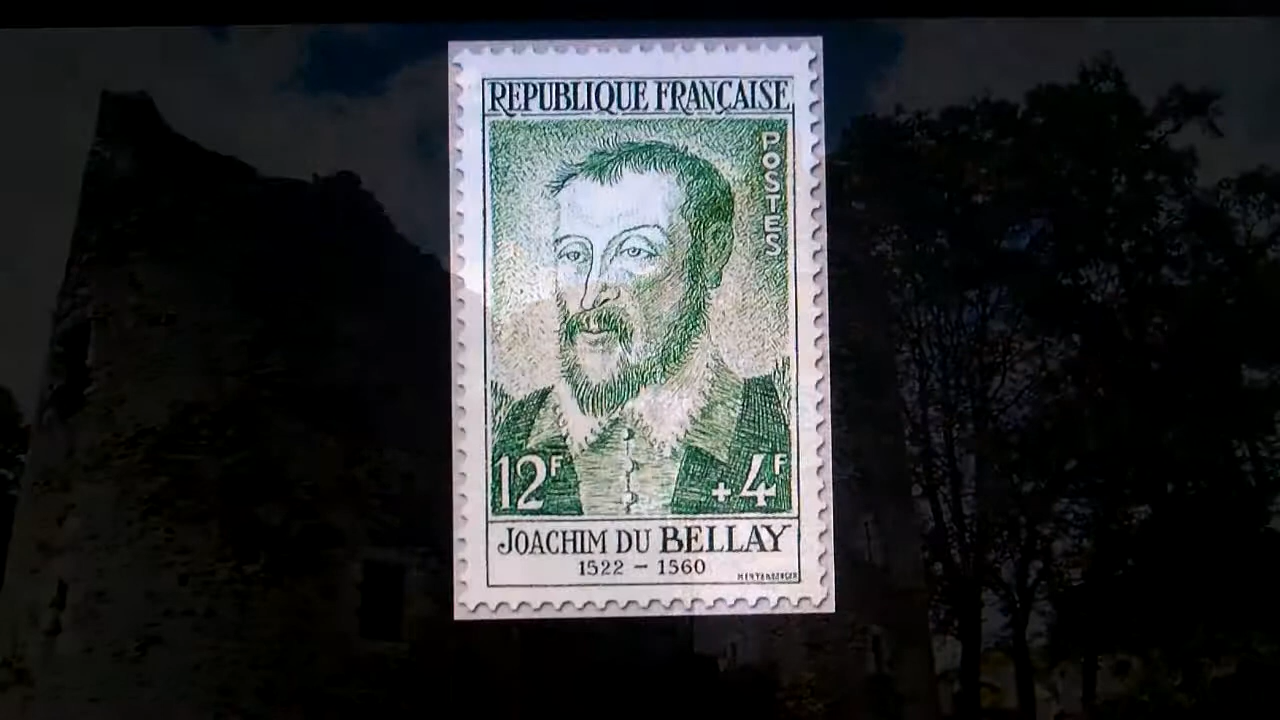 REPUBLIQUE FRANÇAISE
POSTES
12F +4F
JOACHIM DU BELLAY
1522 – 1560